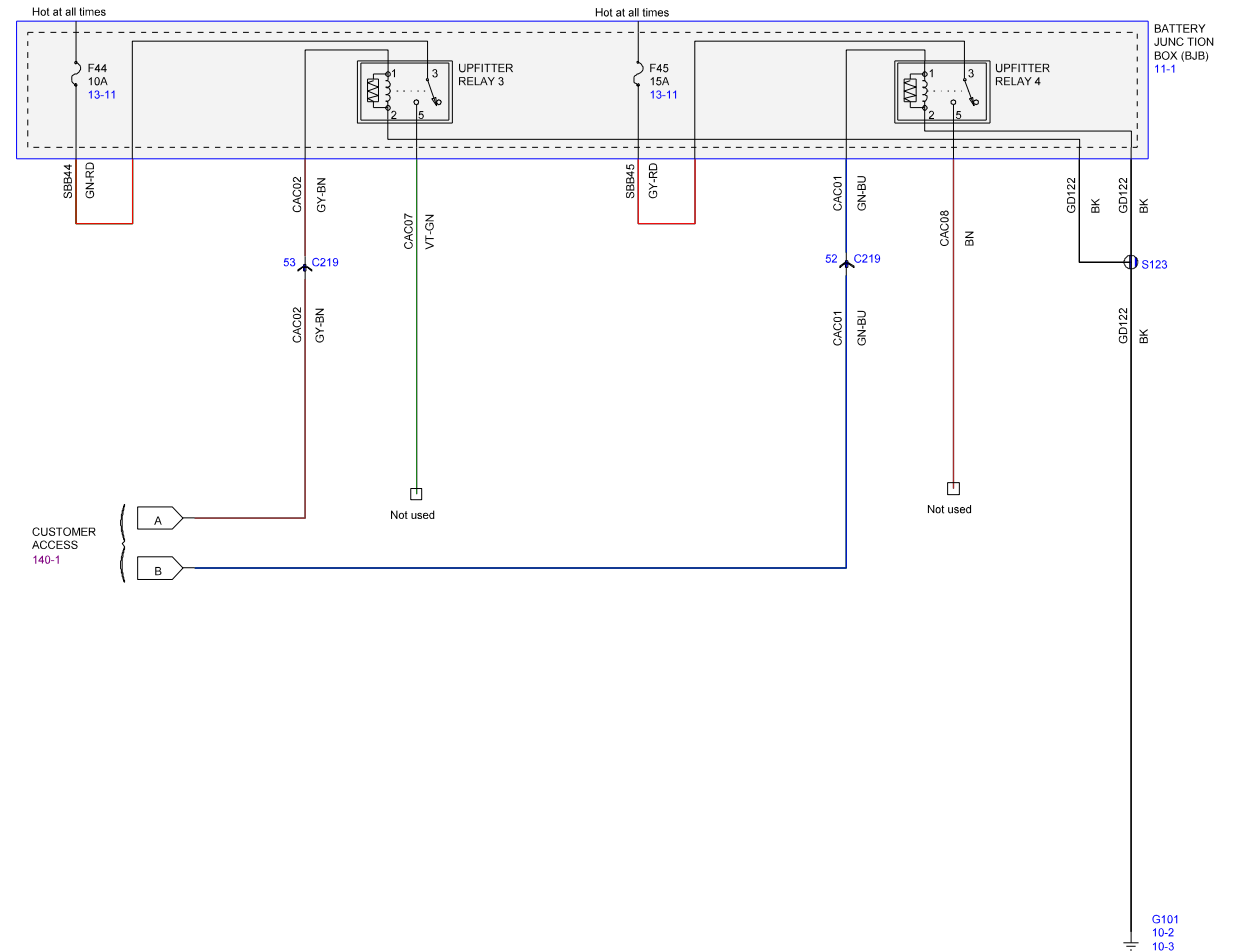 Hot at all times
Hot at all times
BATTERY
JUNC TION
BOX (BJB)
11-1
F44
10A
13-11
1
3
2
5
UPFITTER
RELAY 3
F45
15A
13-11
1
3
2
5
UPFITTER
RELAY 4
SBB44
GN-RD
CAC02
GY-BN
CAC07
VT-GN
SBB45
GY-RD
CAC01
GN-BU
CAC08
BN
GD122
BK
GD122
BK
53
C219
52
C219
S123
CAC02
GY-BN
CAC01
GN-BU
GD122
BK
Not used
Not used
CUSTOMER
ACCESS
140-1
A
B
G101
10-2
10-3